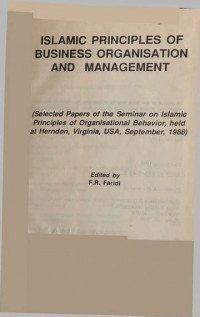 ISLAMIC PRINCIPLES OF
BUSINESS ORGANISATION
AND MANAGEMENT
(Selected Papers of the Seminar on Islamic
Principles of Organisational Behavior, held
at Herndon, Virginia, USA, September, 1988)
Edited by
F.R. Faridi